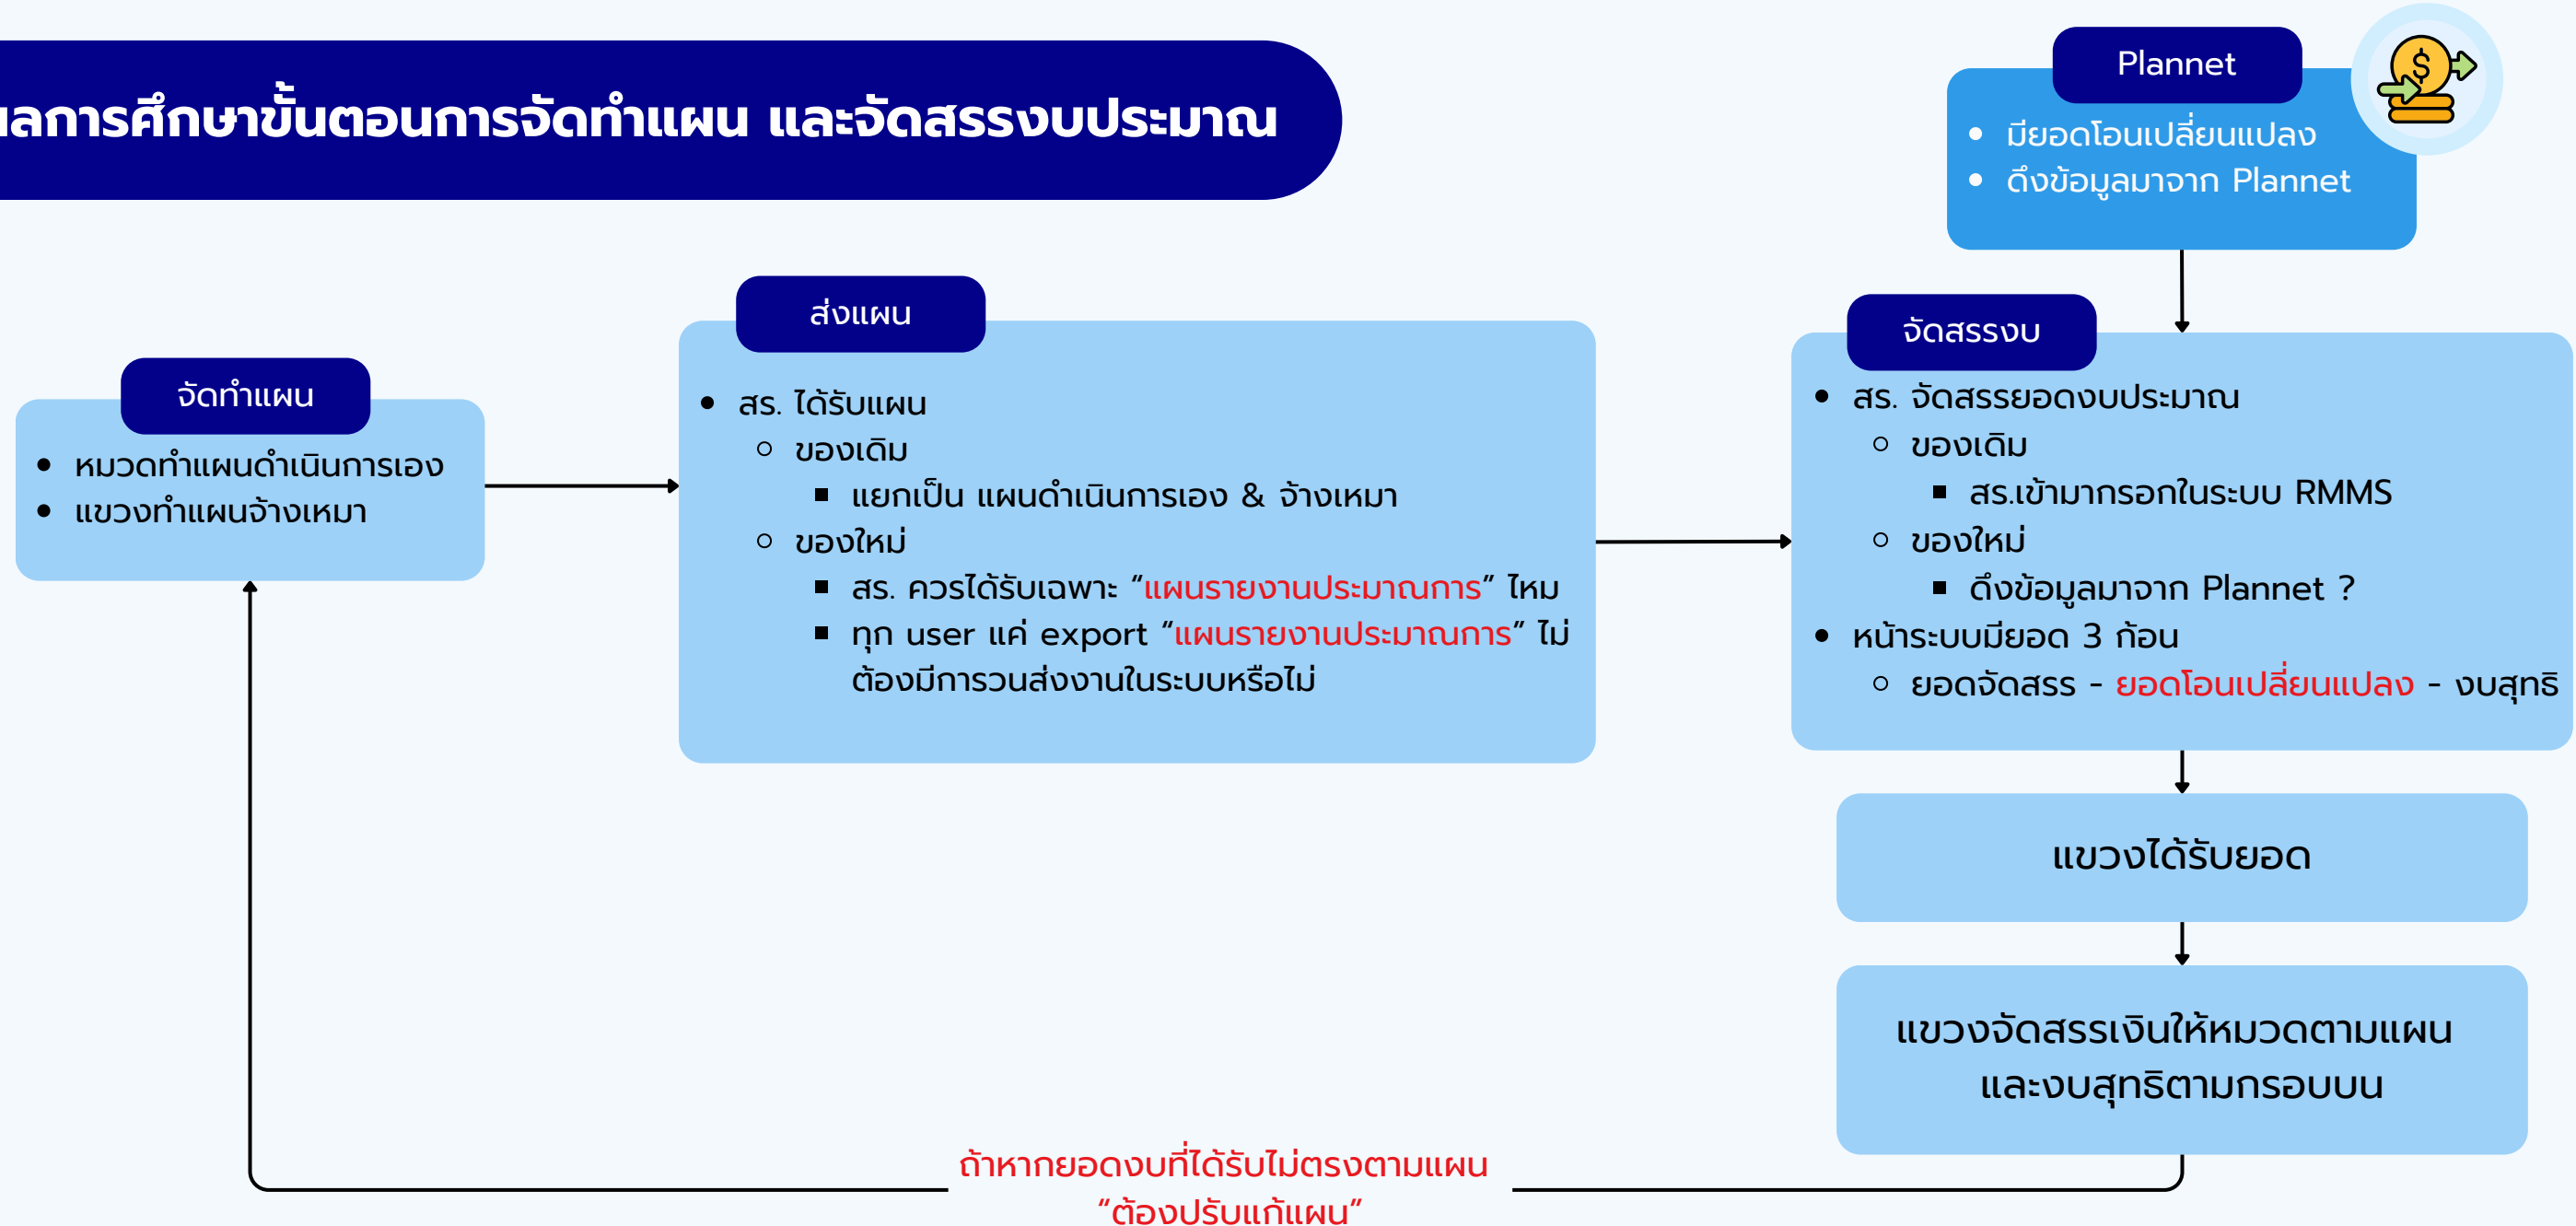 ลการศึกษาขั้นตอนการจัดทำแผน และจัดสรรงบประมาณ
Plannet
มียอดโอนเปลี่ยนแปลง
ดึงข้อมูลมาจาก Plannet
จัดทำแผน
หมวดทำแผนดำเนินการเอง
แขวงทำแผนจ้างเหมา
ส่งแผน
สร. ได้รับแผน
ของเดิม
แยกเป็น แผนดำเนินการเอง & จ้างเหมา
ของใหม่
สร. ควรได้รับเฉพาะ “แผนรายงานประมาณการ” ไหม
ทุก user แค่ export “แผนรายงานประมาณการ” ไม่
ต้องมีการวนส่งงานในระบบหรือไม่
จัดสรรงบ
สร. จัดสรรยอดงบประมาณ
ของเดิม
สร.เข้ามากรอกในระบบ RMMS
ของใหม่
ดึงข้อมูลมาจาก Plannet ?
หน้าระบบมียอด 3 ก้อน
ยอดจัดสรร - ยอดโอนเปลี่ยนแปลง - งบสุทธิ
แขวงได้รับยอด
แขวงจัดสรรเงินให้หมวดตามแผน
และงบสุทธิตามกรอบบน
ถ้าหากยอดงบที่ได้รับไม่ตรงตามแผน
“ต้องปรับแก้แผน”